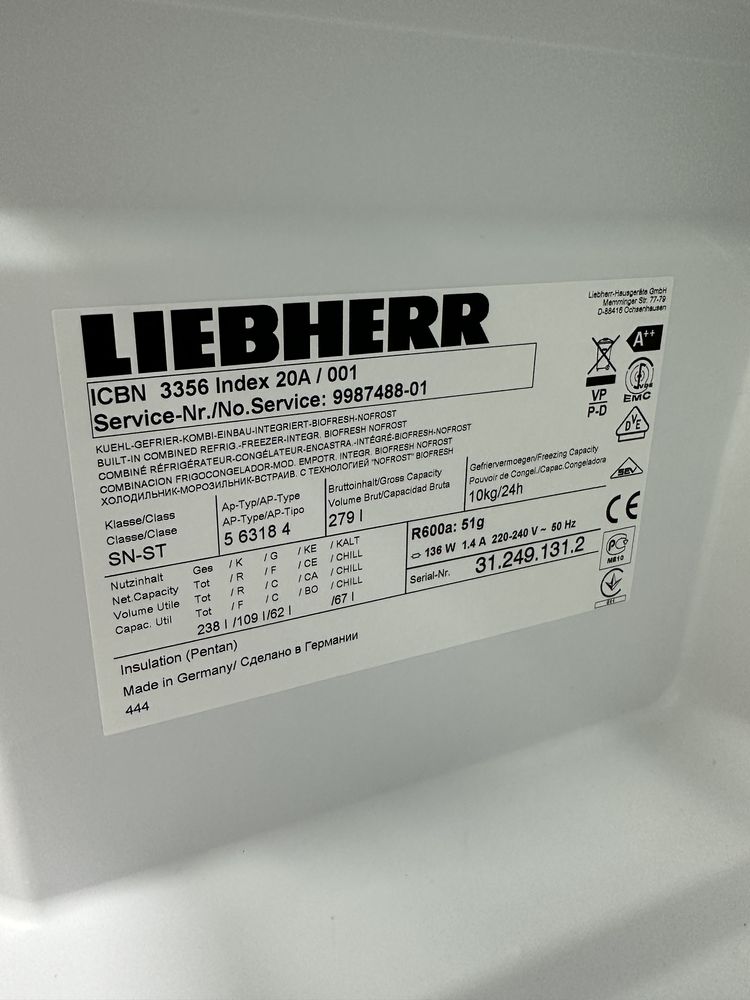 LIEBHERR
Liebherr-Hausgeräte GmbH
Memminger Str. 77-79
D-88416 Ochsenhausen
ICBN 3356 Index 20A / 001
Service-Nr./No.Service: 9987488-01
A++
VP
P-D
EMC
KUEHL-GEFRIER-KOMBI-EINBAU-INTEGRIERT-BIOFRESH-NOFROST
BUILT-IN COMBINED REFRIG.-FREEZER-INTEGR. BIOFRESH NOFROST
COMBINÉ RÉFRIGÉRATEUR-CONGÉLATEUR-ENCASTRA.-INTÉGRÉ-BIOFRESH-NOFROST
COMBINACION FRIGOCONGELADOR-MOD. EMPOTR. INTEGR. BIOFRESH NOFROST
ХОЛОДИЛЬНИК-МОРОЗИЛЬНИК-ВСТРАИВ. С ТЕХНОЛОГИЕЙ "NOFROST" BIOFRESH
Klasse/Class
Classe/Clase
SN-ST
Ap-Typ/AP-Type
AP-Type/AP-Tipo
5 6318 4
Bruttoinhalt/Gross Capacity
Volume Brut/Capacidad Bruta
279 l
Gefriervermoegen/Freezing Capacity
Pouvoir de Congel./Capac.Congeladora
10kg/24h
DVE
SEV
CE
Nutzinhalt Ges / K / G / KE / KALT
Net.Capacity Tot / R / F / CE / CHILL
Volume Utile Tot / R / C / CA / CHILL
Capac. Util Tot / F / C / BO / CHILL
238 l /109 l/62 l /67 l
R600a: 51g
136 W 1.4 A 220-240 V ~ 50 Hz
Serial-Nr. 31.249.131.2
PC
МБ10
Insulation (Pentan)
Made in Germany/ Сделано в Германии
444